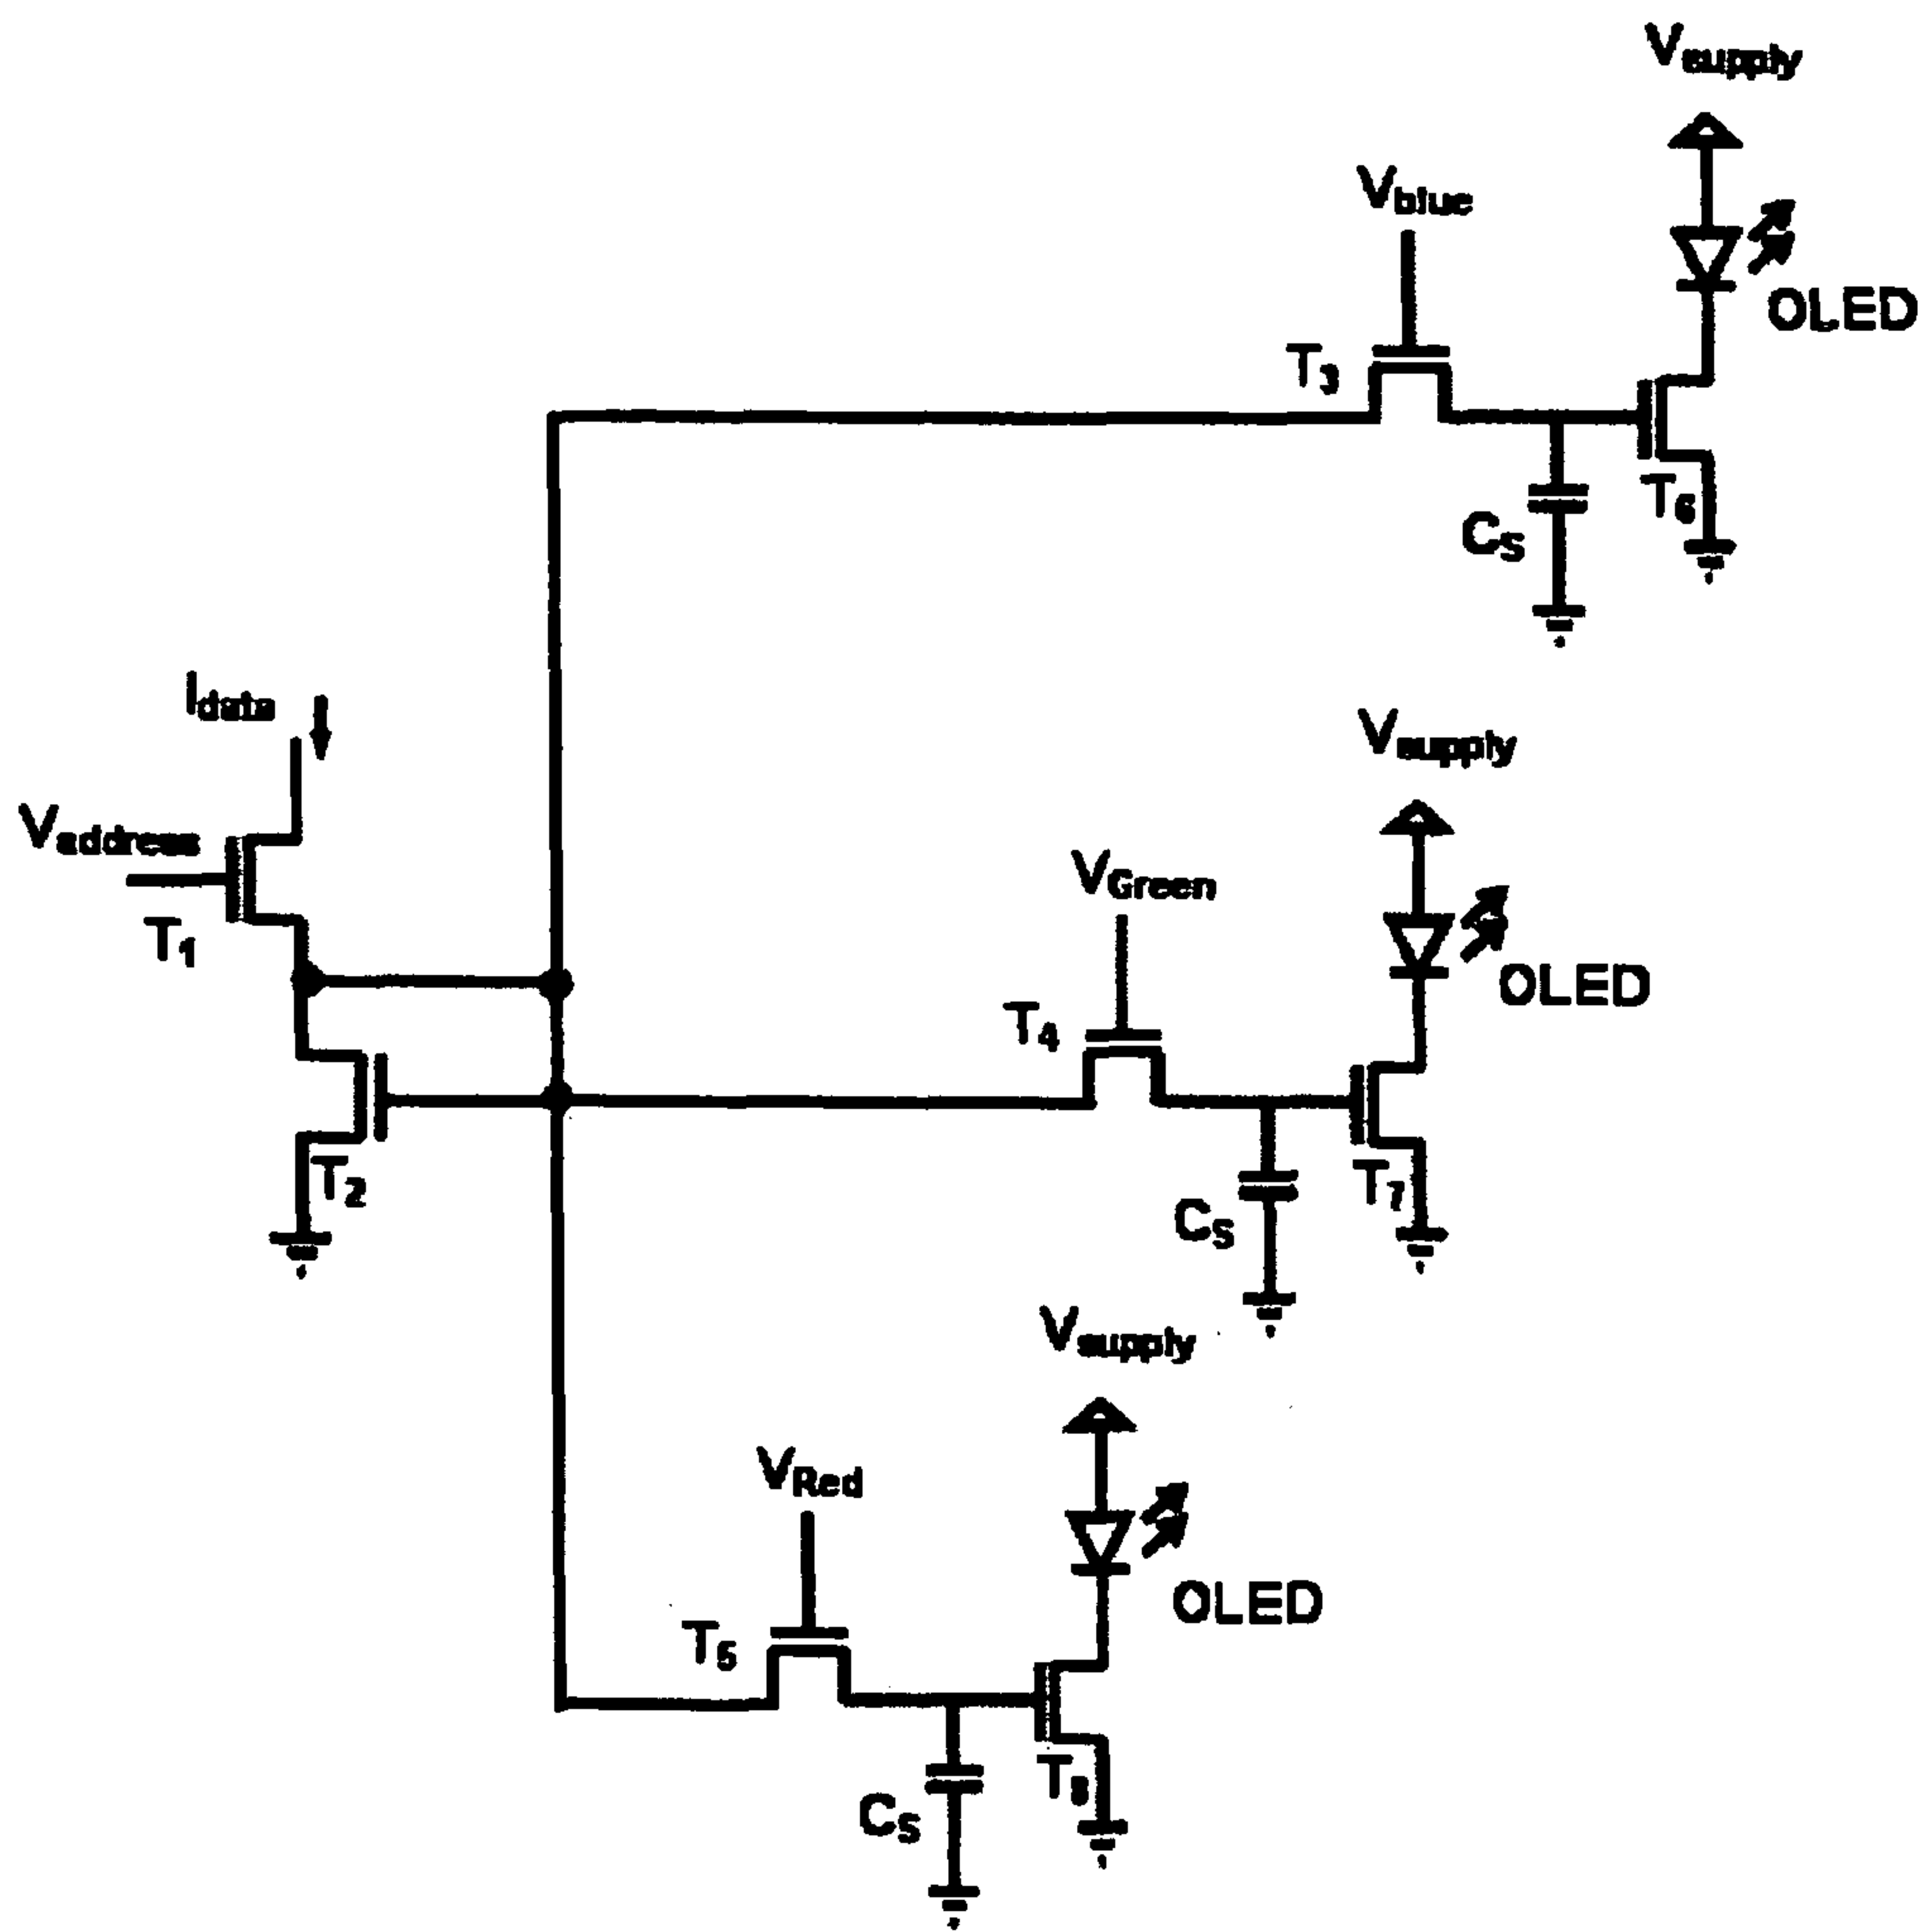 Vsupply
Vblue
OLED
T3
T6
Cs
Idata
Vsupply
Vaddress
VGreen
T1
OLED
T4
T2
T7
Cs
Vsupply
VRed
OLED
T5
T8
Cs